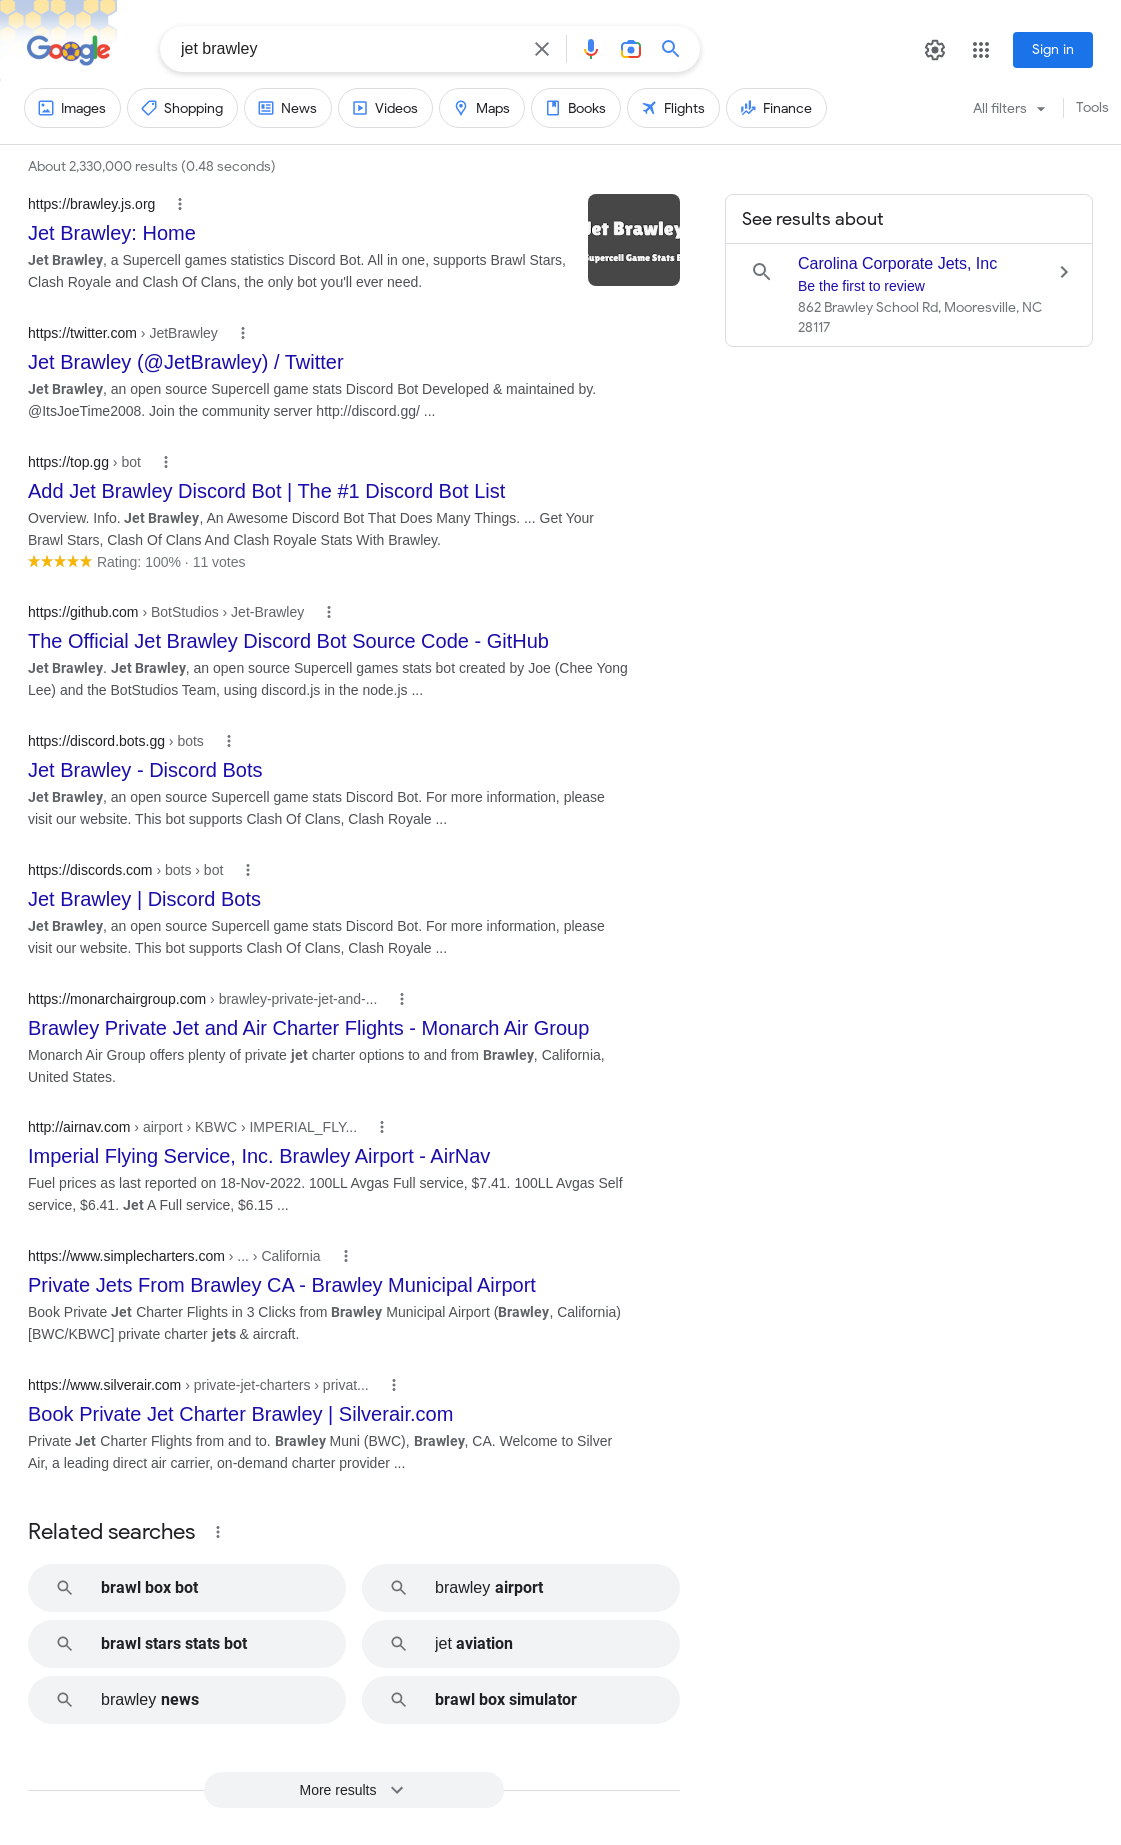 Google
jet brawley
Sign in
Images
Shopping
News
Videos
Maps
Books
Flights
Finance
All filters
Tools
About 2,330,000 results (0.48 seconds)
https://brawley.js.org
Jet Brawley: Home
Jet Brawley, a Supercell games statistics Discord Bot. All in one, supports Brawl Stars,
Clash Royale and Clash Of Clans, the only bot you'll ever need.
Jet Brawley
Supercell Game Stats B
See results about
Carolina Corporate Jets, Inc
Be the first to review
862 Brawley School Rd, Mooresville, NC
28117
https://twitter.com › JetBrawley
Jet Brawley (@JetBrawley) / Twitter
Jet Brawley, an open source Supercell game stats Discord Bot Developed & maintained by.
@ItsJoeTime2008. Join the community server http://discord.gg/ ...
https://top.gg › bot
Add Jet Brawley Discord Bot | The #1 Discord Bot List
Overview. Info. Jet Brawley, An Awesome Discord Bot That Does Many Things. ... Get Your
Brawl Stars, Clash Of Clans And Clash Royale Stats With Brawley.
Rating: 100% · 11 votes
https://github.com › BotStudios › Jet-Brawley
The Official Jet Brawley Discord Bot Source Code - GitHub
Jet Brawley. Jet Brawley, an open source Supercell games stats bot created by Joe (Chee Yong
Lee) and the BotStudios Team, using discord.js in the node.js ...
https://discord.bots.gg › bots
Jet Brawley - Discord Bots
Jet Brawley, an open source Supercell game stats Discord Bot. For more information, please
visit our website. This bot supports Clash Of Clans, Clash Royale ...
https://discords.com › bots › bot
Jet Brawley | Discord Bots
Jet Brawley, an open source Supercell game stats Discord Bot. For more information, please
visit our website. This bot supports Clash Of Clans, Clash Royale ...
https://monarchairgroup.com › brawley-private-jet-and-...
Brawley Private Jet and Air Charter Flights - Monarch Air Group
Monarch Air Group offers plenty of private jet charter options to and from Brawley, California,
United States.
http://airnav.com › airport › KBWC › IMPERIAL_FLY...
Imperial Flying Service, Inc. Brawley Airport - AirNav
Fuel prices as last reported on 18-Nov-2022. 100LL Avgas Full service, $7.41. 100LL Avgas Self
service, $6.41. Jet A Full service, $6.15 ...
https://www.simplecharters.com › ... › California
Private Jets From Brawley CA - Brawley Municipal Airport
Book Private Jet Charter Flights in 3 Clicks from Brawley Municipal Airport (Brawley, California)
[BWC/KBWC] private charter jets & aircraft.
https://www.silverair.com › private-jet-charters › privat...
Book Private Jet Charter Brawley | Silverair.com
Private Jet Charter Flights from and to. Brawley Muni (BWC), Brawley, CA. Welcome to Silver
Air, a leading direct air carrier, on-demand charter provider ...
Related searches
brawl box bot
brawley airport
brawl stars stats bot
jet aviation
brawley news
brawl box simulator
More results